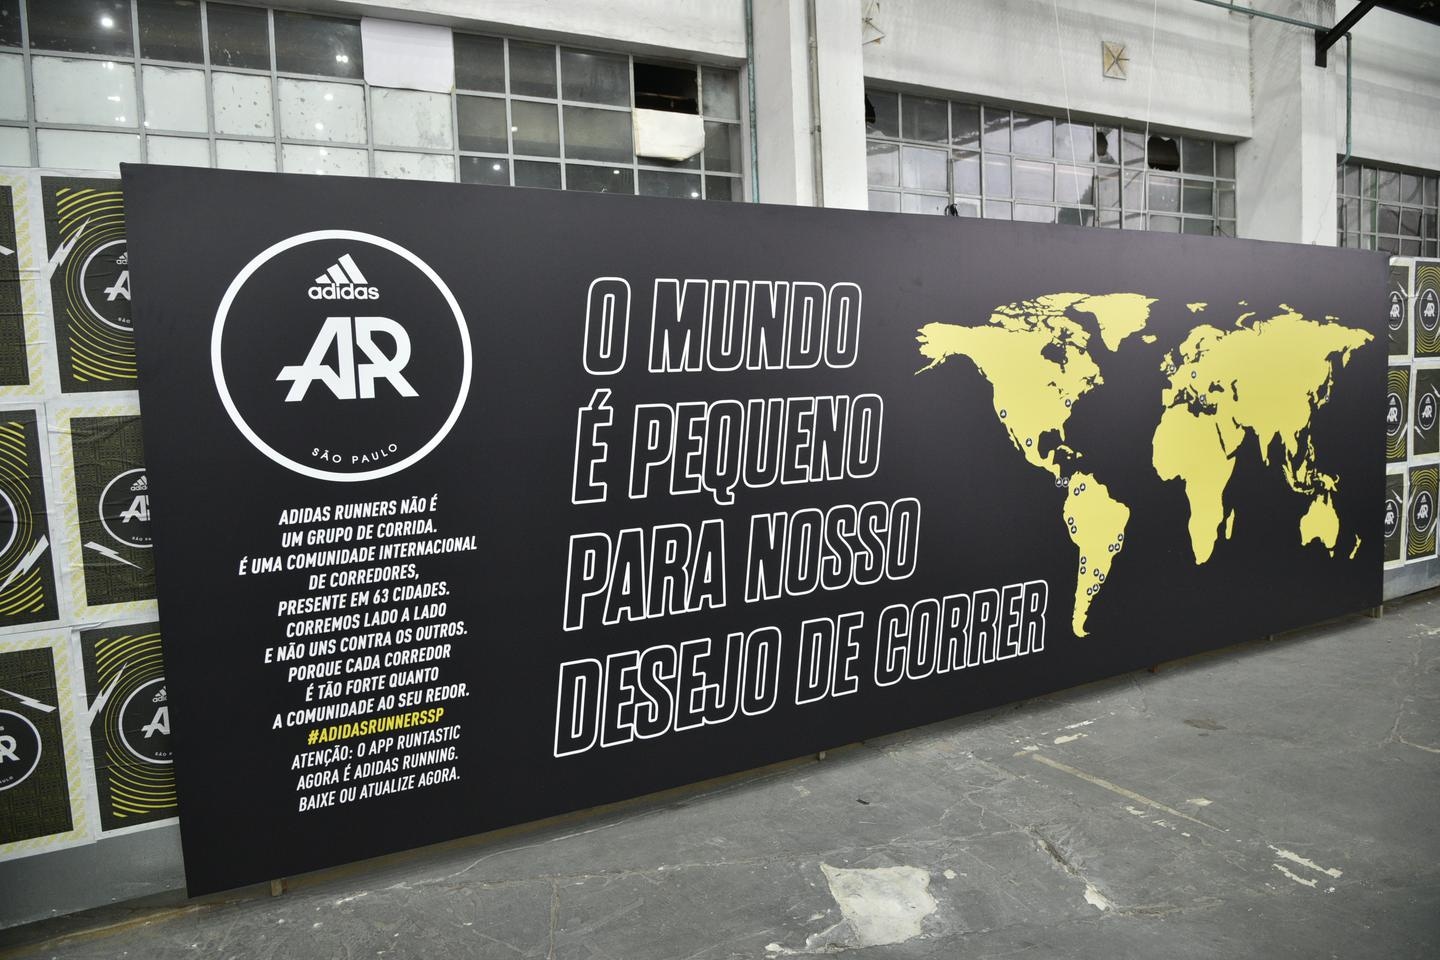 adidas
AR
SÃO PAULO
ADIDAS RUNNERS NÃO É
UM GRUPO DE CORRIDA.
É UMA COMUNIDADE INTERNACIONAL
DE CORREDORES,
PRESENTE EM 63 CIDADES.
CORREMOS LADO A LADO
E NÃO UNS CONTRA OS OUTROS.
PORQUE CADA CORREDOR
É TÃO FORTE QUANTO
A COMUNIDADE AO SEU REDOR.
#ADIDASRUNNERSSP
ATENÇÃO: O APP RUNTASTIC
AGORA É ADIDAS RUNNING.
BAIXE OU ATUALIZE AGORA.
O MUNDO
É PEQUENO
PARA NOSSO
DESEJO DE CORRER